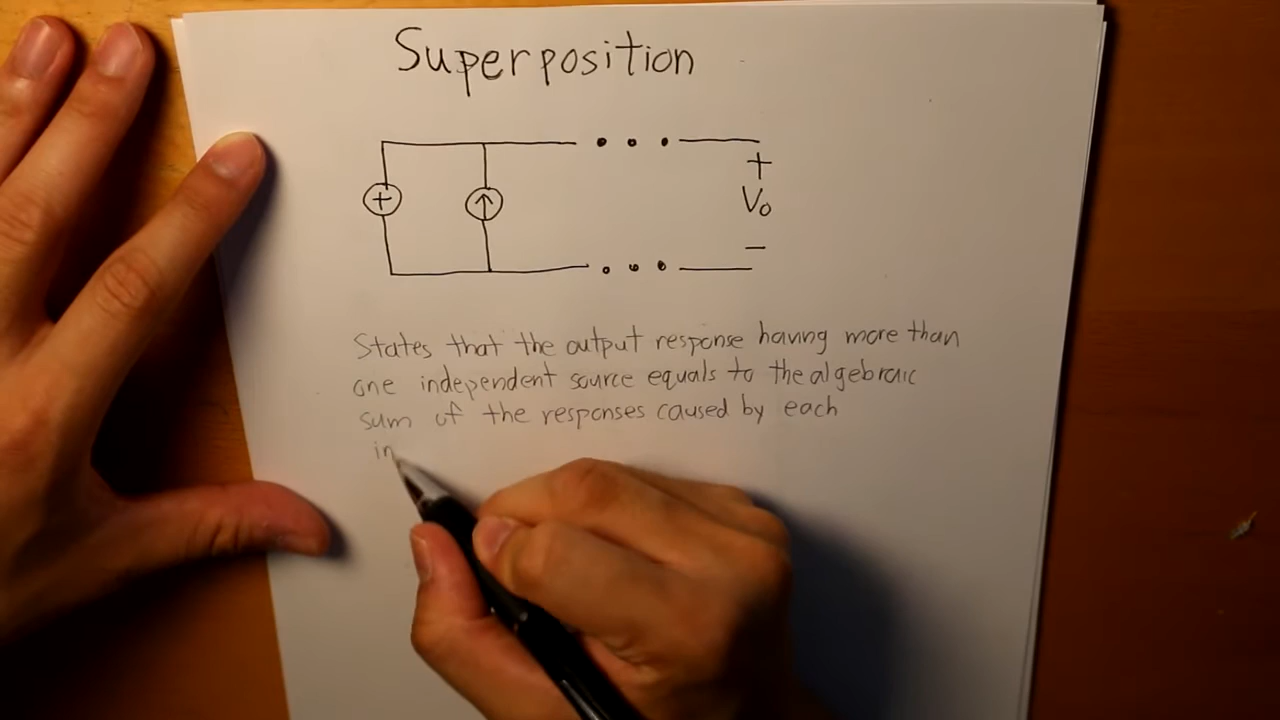 Superposition
+
+
Vo
−
States that the output response having more than
one independent source equals to the algebraic
sum of the responses caused by each
in